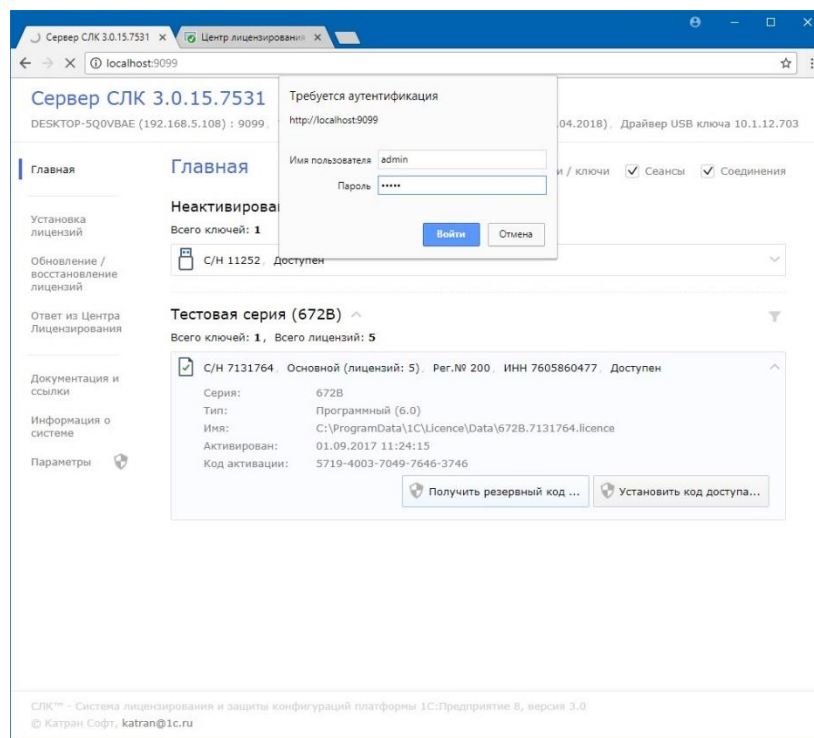 Сервер СЛК 3.0.15.7531
Центр лицензирования
localhost:9099
Сервер СЛК 3.0.15.7531
DESKTOP-5Q0VBAE (192.168.5.108) : 9099,
.04.2018), Драйвер USB ключа 10.1.12.703
Требуется аутентификация
http://localhost:9099
Имя пользователя admin
Пароль •••••
Войти Отмена
Главная
Установка
лицензий
Обновление /
восстановление
лицензий
Ответ из Центра
Лицензирования
Документация и
ссылки
Информация о
системе
Параметры
Главная
и / ключи Сеансы Соединения
Неактивирова
Всего ключей: 1
С/Н 11252, Доступен
Тестовая серия (672B)
Всего ключей: 1, Всего лицензий: 5
С/Н 7131764, Основной (лицензий: 5), Рег.№ 200, ИНН 7605860477, Доступен
Серия: 672B
Тип: Программный (6.0)
Имя: C:\ProgramData\1C\Licence\Data\672B.7131764.licence
Активирован: 01.09.2017 11:24:15
Код активации: 5719-4003-7049-7646-3746
Получить резервный код ...
Установить код доступа...
СЛК™ - Система лицензирования и защиты конфигураций платформы 1С:Предприятие 8, версия 3.0
© Катран Софт, katran@1c.ru